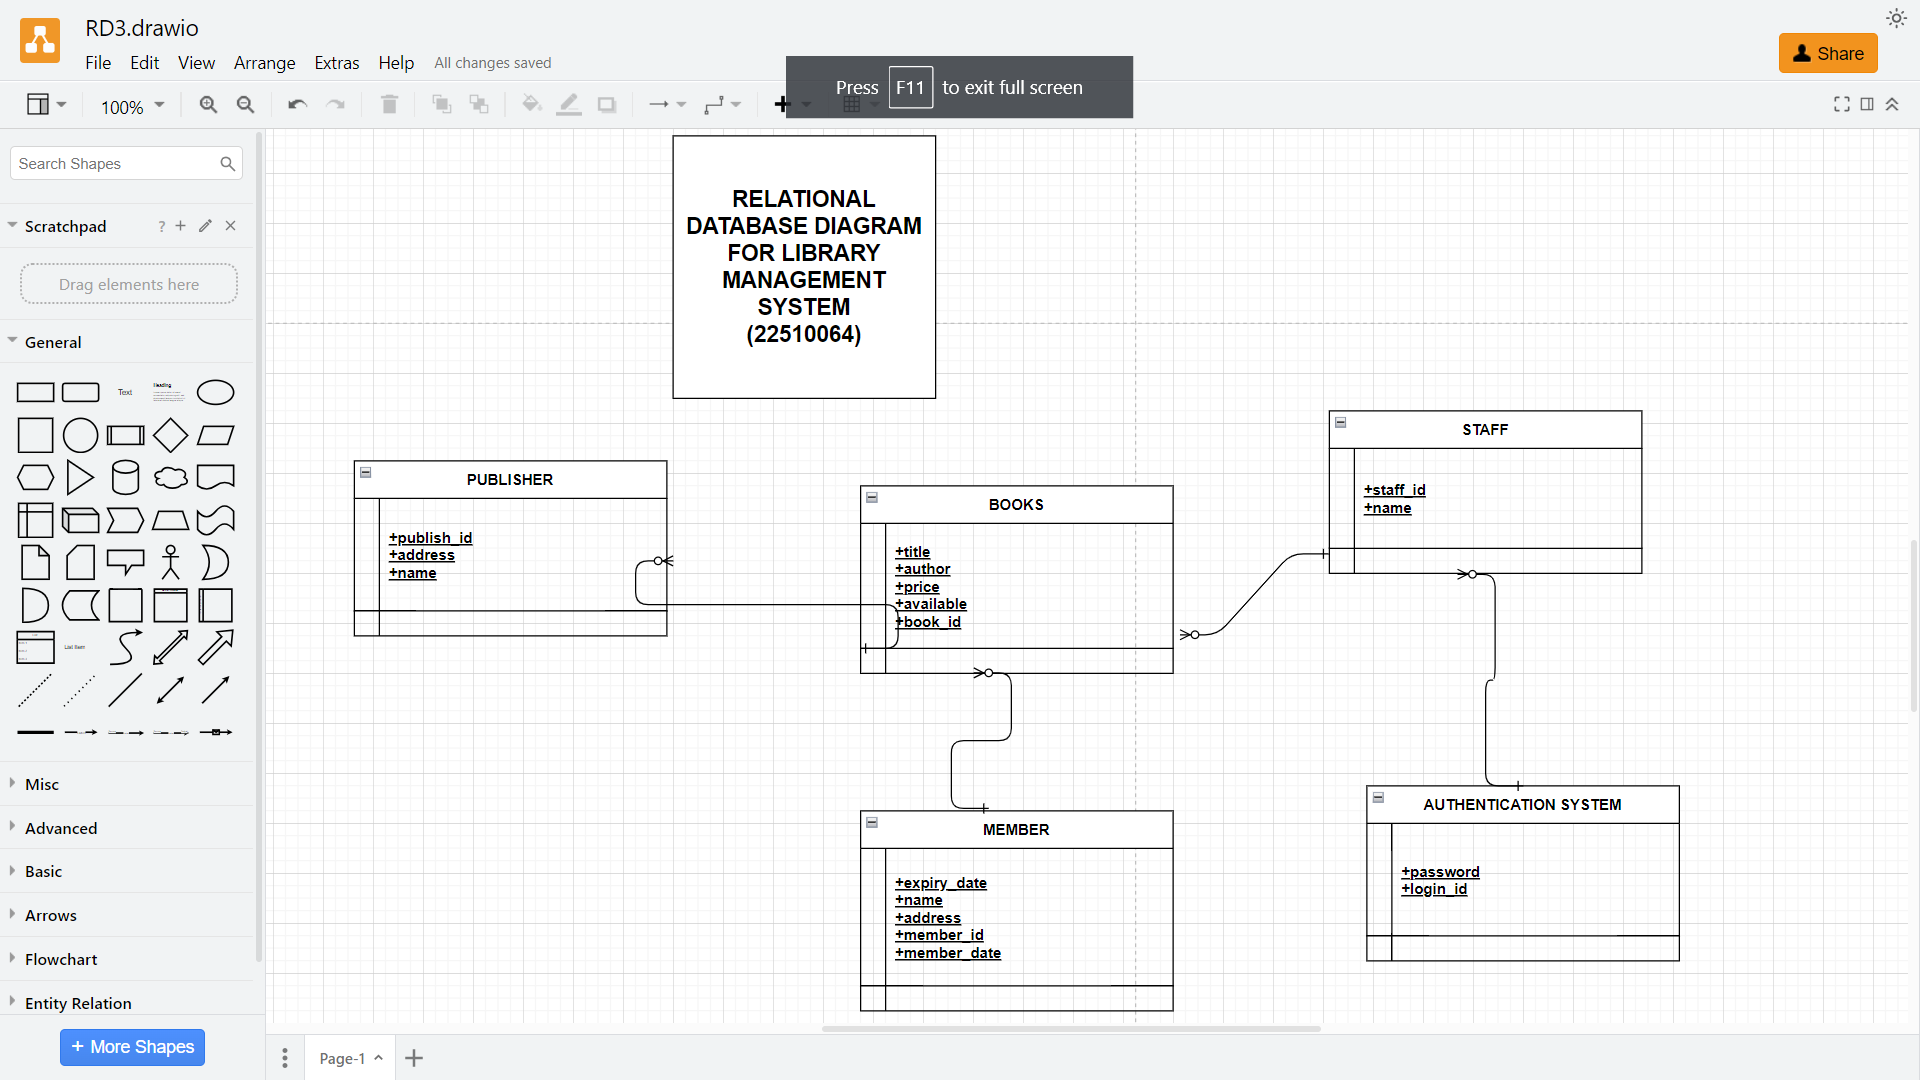 RD3.drawio
File Edit View Arrange Extras Help All changes saved
Share
Press F11 to exit full screen
100%
Search Shapes
Scratchpad
?
Drag elements here
General
Text
Heading
List Item
Misc
Advanced
Basic
Arrows
Flowchart
Entity Relation
+ More Shapes
RELATIONAL
DATABASE DIAGRAM
FOR LIBRARY
MANAGEMENT
SYSTEM
(22510064)
PUBLISHER
+publish_id
+address
+name
BOOKS
+title
+author
+price
+available
+book_id
STAFF
+staff_id
+name
MEMBER
+expiry_date
+name
+address
+member_id
+member_date
AUTHENTICATION SYSTEM
+password
+login_id
Page-1